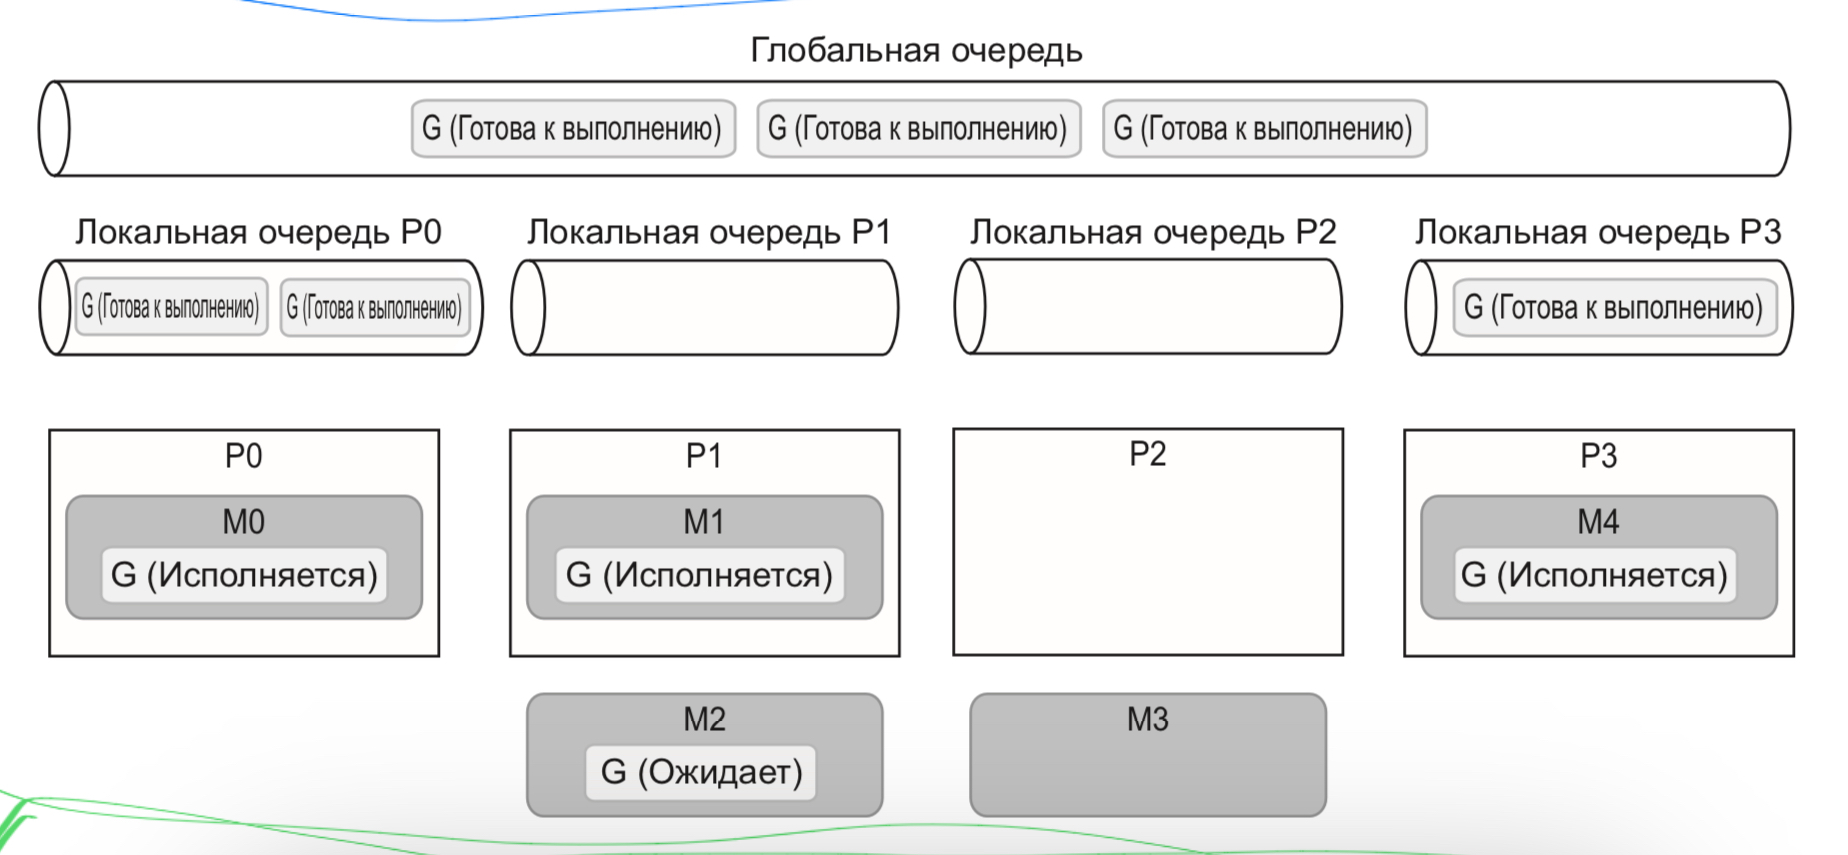 Глобальная очередь
G (Готова к выполнению) G (Готова к выполнению) G (Готова к выполнению)
Локальная очередь P0 Локальная очередь P1 Локальная очередь P2 Локальная очередь P3
G (Готова к выполнению) G (Готова к выполнению) G (Готова к выполнению)
P0 P1 P2 P3
M0 M1 M4
G (Исполняется) G (Исполняется) G (Исполняется)
M2 M3
G (Ожидает)